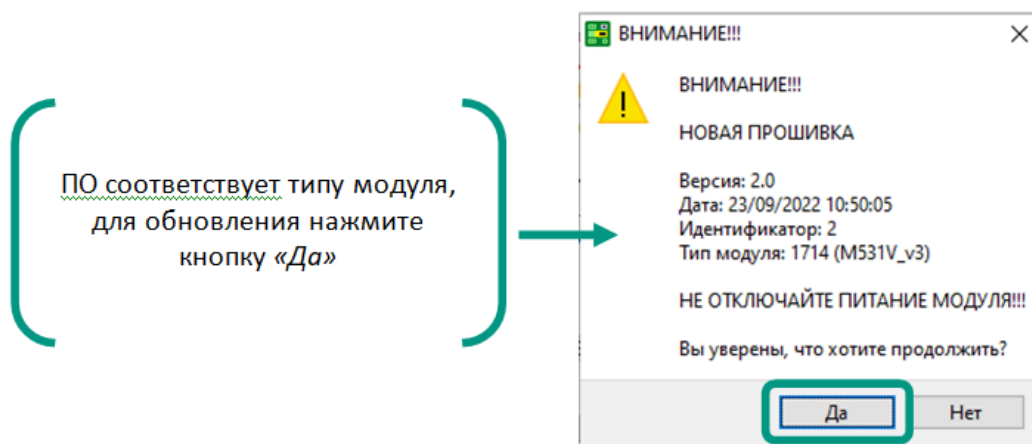 ПО соответствует типу модуля,
для обновления нажмите
кнопку «Да»
ВНИМАНИЕ!!!
ВНИМАНИЕ!!!
НОВАЯ ПРОШИВКА
Версия: 2.0
Дата: 23/09/2022 10:50:05
Идентификатор: 2
Тип модуля: 1714 (M531V_v3)
НЕ ОТКЛЮЧАЙТЕ ПИТАНИЕ МОДУЛЯ!!!
Вы уверены, что хотите продолжить?
Да
Нет